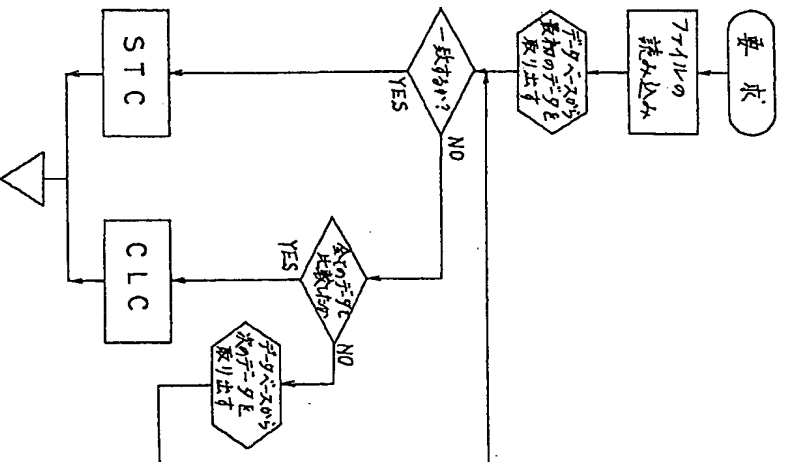 要求
ファイルの
読み込み
データベースから
最初のデータを
取り出す
一致するか?
YES
NO
STC
全てのデータで
比較したか
YES
NO
CLC
データベースから
次のデータを
取り出す